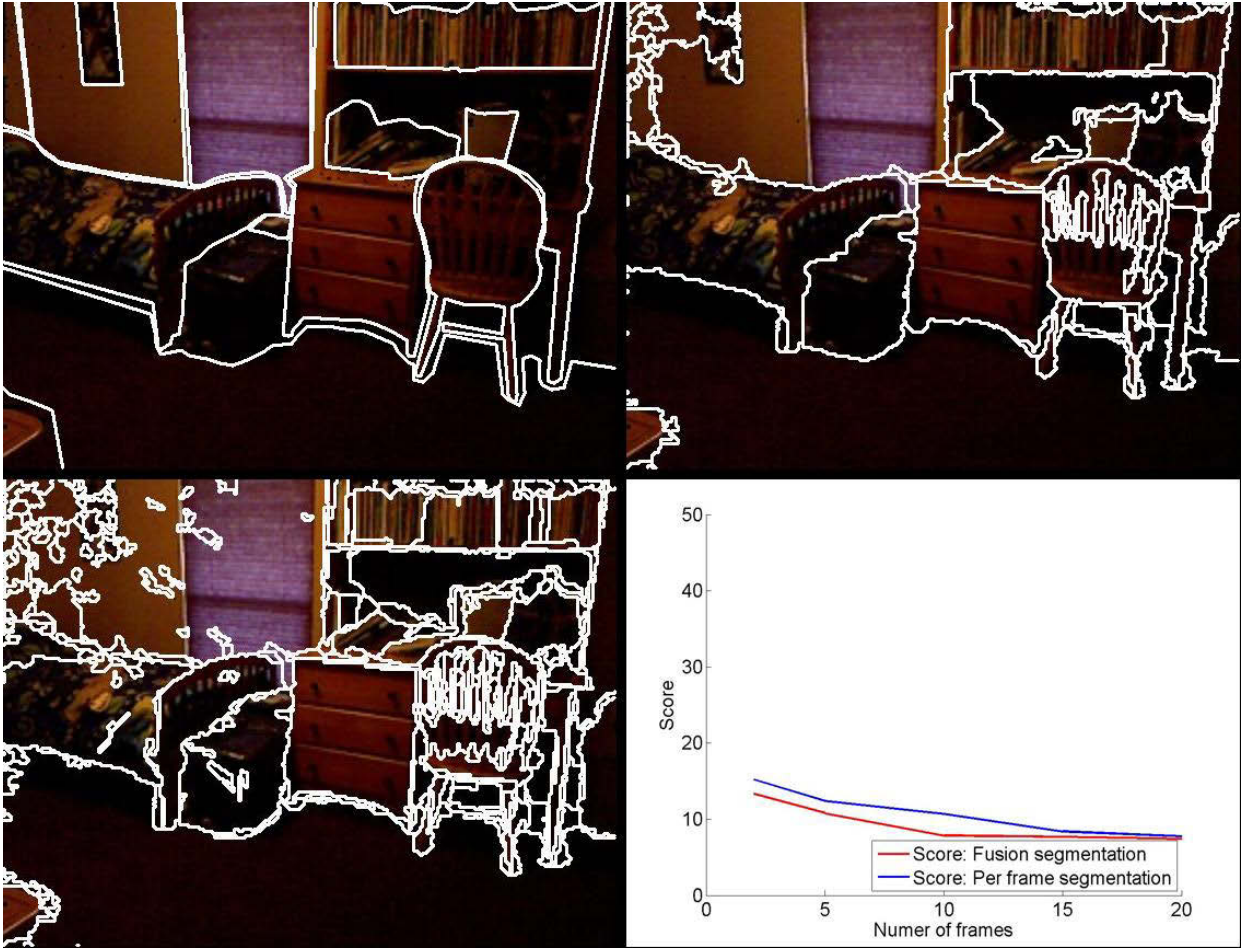 50
40
30
20
10
0
Score
Score: Fusion segmentation
Score: Per frame segmentation
0 5 10 15 20
Numer of frames